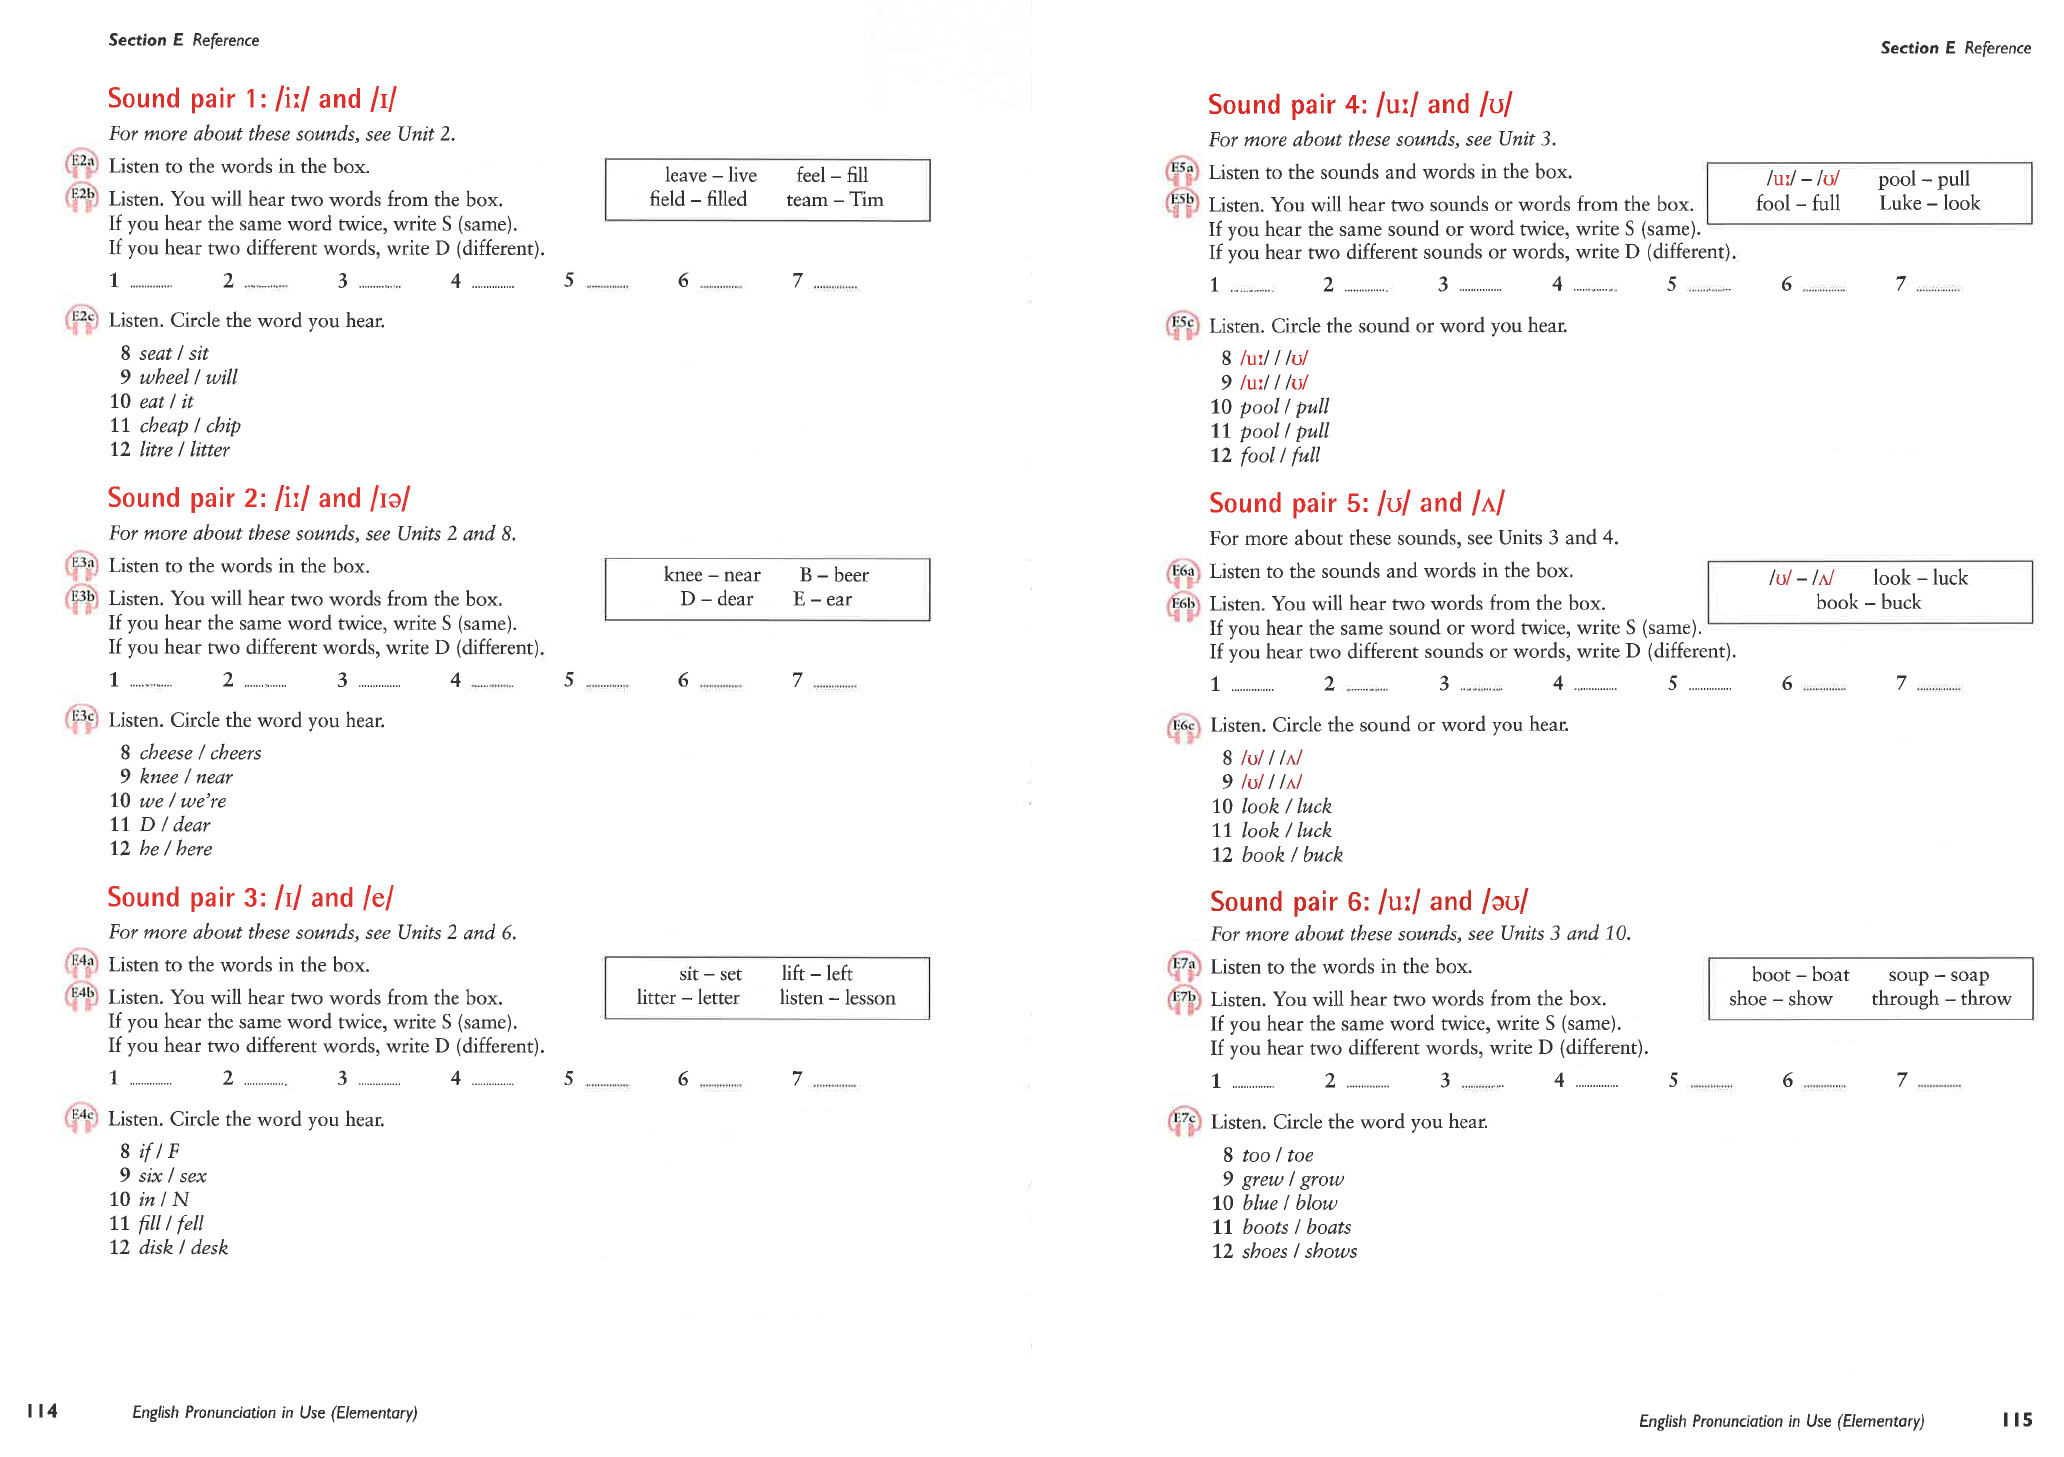 Section E Reference
Sound pair 1: /iː/ and /ɪ/
For more about these sounds, see Unit 2.
E2a Listen to the words in the box.
leave – live feel – fill
field – filled team – Tim
E2b Listen. You will hear two words from the box.
If you hear the same word twice, write S (same).
If you hear two different words, write D (different).
1 ............ 2 ............ 3 ............ 4 ............ 5 ............ 6 ............ 7 ............
E2c Listen. Circle the word you hear.
8 seat / sit
9 wheel / will
10 eat / it
11 cheap / chip
12 litre / litter
Sound pair 2: /iː/ and /ɪə/
For more about these sounds, see Units 2 and 8.
E3a Listen to the words in the box.
knee – near B – beer
D – dear E – ear
E3b Listen. You will hear two words from the box.
If you hear the same word twice, write S (same).
If you hear two different words, write D (different).
1 ............ 2 ............ 3 ............ 4 ............ 5 ............ 6 ............ 7 ............
E3c Listen. Circle the word you hear.
8 cheese / cheers
9 knee / near
10 we / we're
11 D / dear
12 he / here
Sound pair 3: /ɪ/ and /e/
For more about these sounds, see Units 2 and 6.
E4a Listen to the words in the box.
sit – set lift – left
litter – letter listen – lesson
E4b Listen. You will hear two words from the box.
If you hear the same word twice, write S (same).
If you hear two different words, write D (different).
1 ............ 2 ............ 3 ............ 4 ............ 5 ............ 6 ............ 7 ............
E4c Listen. Circle the word you hear.
8 if / F
9 six / sex
10 in / N
11 fill / fell
12 disk / desk
114 English Pronunciation in Use (Elementary)
Section E Reference
Sound pair 4: /uː/ and /ʊ/
For more about these sounds, see Unit 3.
E5a Listen to the sounds and words in the box.
/uː/ – /ʊ/ pool – pull
fool – full Luke – look
E5b Listen. You will hear two sounds or words from the box.
If you hear the same sound or word twice, write S (same).
If you hear two different sounds or words, write D (different).
1 ............ 2 ............ 3 ............ 4 ............ 5 ............ 6 ............ 7 ............
E5c Listen. Circle the sound or word you hear.
8 /uː/ / /ʊ/
9 /uː/ / /ʊ/
10 pool / pull
11 pool / pull
12 fool / full
Sound pair 5: /ʊ/ and /ʌ/
For more about these sounds, see Units 3 and 4.
E6a Listen to the sounds and words in the box.
/ʊ/ – /ʌ/ look – luck
book – buck
E6b Listen. You will hear two words from the box.
If you hear the same sound or word twice, write S (same).
If you hear two different sounds or words, write D (different).
1 ............ 2 ............ 3 ............ 4 ............ 5 ............ 6 ............ 7 ............
E6c Listen. Circle the sound or word you hear.
8 /ʊ/ / /ʌ/
9 /ʊ/ / /ʌ/
10 look / luck
11 look / luck
12 book / buck
Sound pair 6: /uː/ and /əʊ/
For more about these sounds, see Units 3 and 10.
E7a Listen to the words in the box.
boot – boat soup – soap
shoe – show through – throw
E7b Listen. You will hear two words from the box.
If you hear the same word twice, write S (same).
If you hear two different words, write D (different).
1 ............ 2 ............ 3 ............ 4 ............ 5 ............ 6 ............ 7 ............
E7c Listen. Circle the word you hear.
8 too / toe
9 grew / grow
10 blue / blow
11 boots / boats
12 shoes / shows
English Pronunciation in Use (Elementary) 115